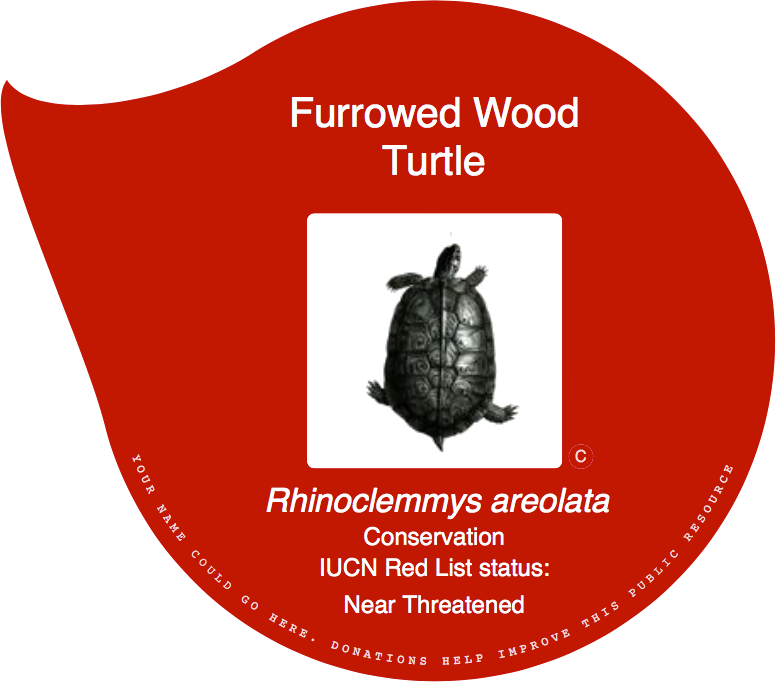 Furrowed Wood
Turtle
C
Rhinoclemmys areolata
Conservation
IUCN Red List status:
Near Threatened
YOUR NAME COULD GO HERE. DONATIONS HELP IMPROVE THIS PUBLIC RESOURCE